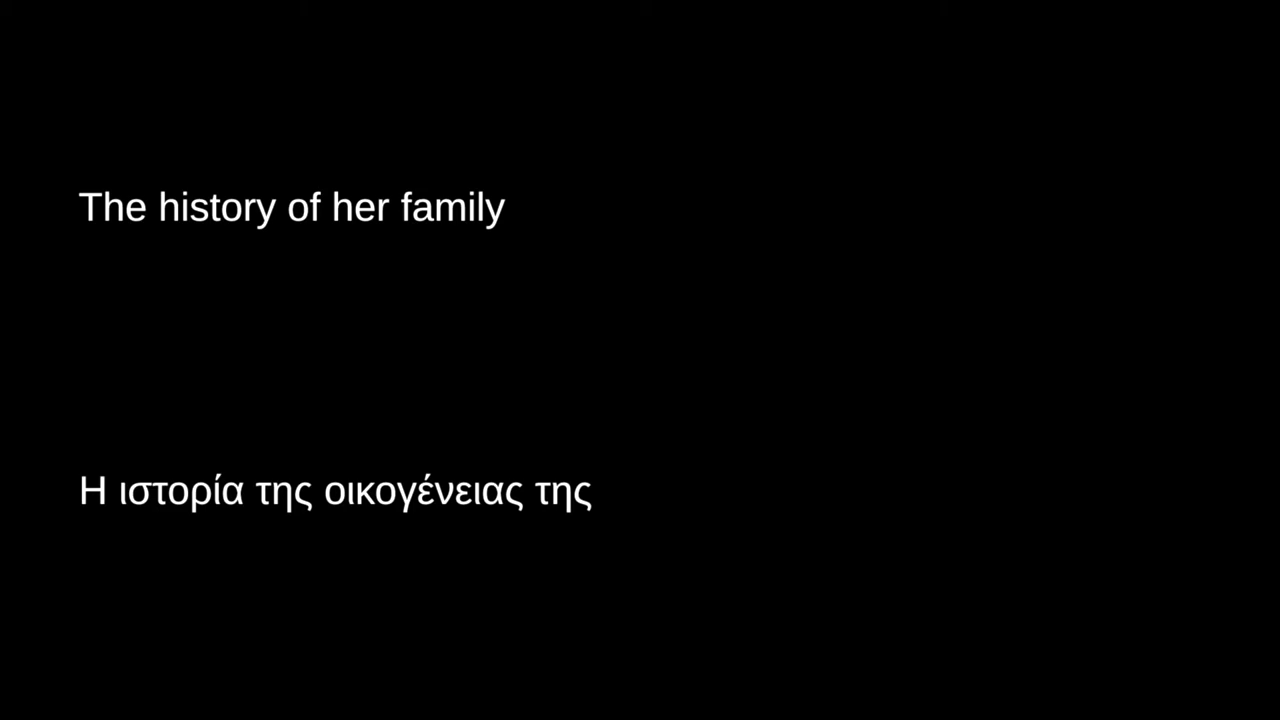 The history of her family
Η ιστορία της οικογένειας της